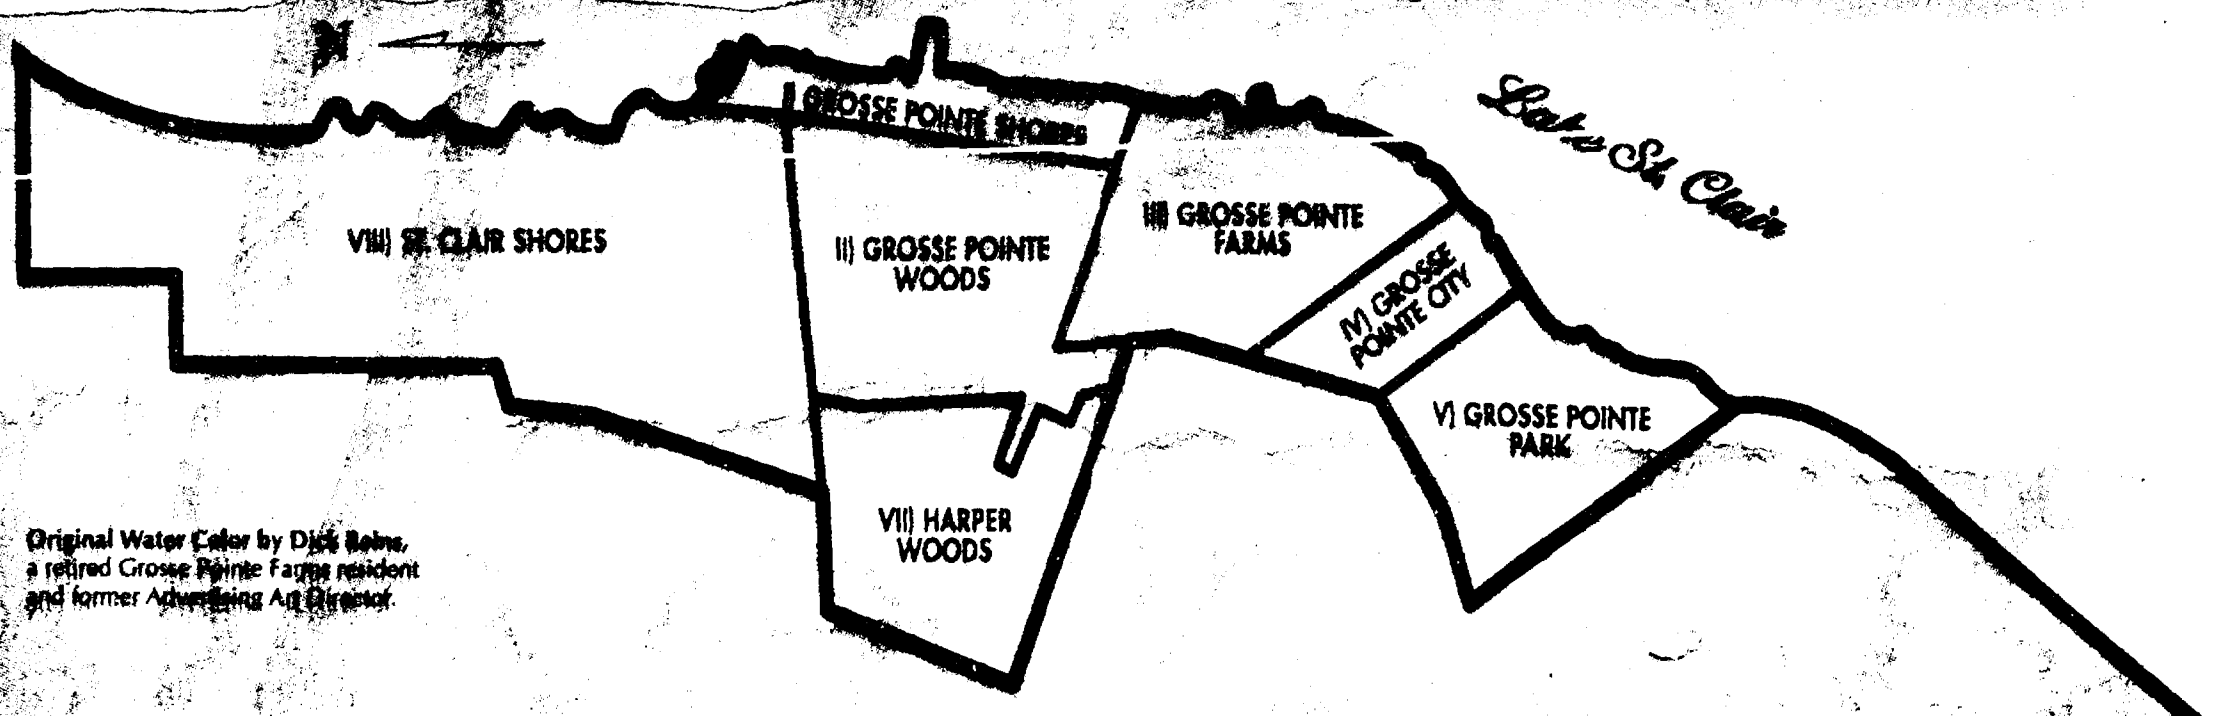 N
Lake St. Clair
I GROSSE POINTE SHORES
VIII) ST. CLAIR SHORES
II) GROSSE POINTE
WOODS
III) GROSSE POINTE
FARMS
IV) GROSSE
POINTE CITY
V) GROSSE POINTE
PARK
VII) HARPER
WOODS
Original Water Color by Dick
a retired Grosse Pointe Farms resident
and former Advertising Art Director.